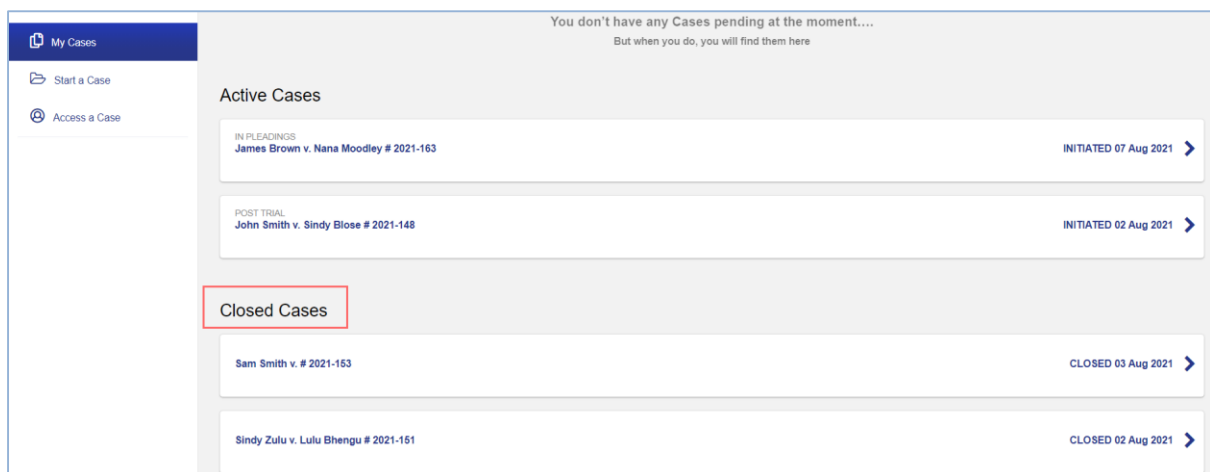 My Cases
Start a Case
Access a Case
You don't have any Cases pending at the moment....
But when you do, you will find them here
Active Cases
IN PLEADINGS
James Brown v. Nana Moodley # 2021-163
INITIATED 07 Aug 2021
POST TRIAL
John Smith v. Sindy Blose # 2021-148
INITIATED 02 Aug 2021
Closed Cases
Sam Smith v. # 2021-153
CLOSED 03 Aug 2021
Sindy Zulu v. Lulu Bhengu # 2021-151
CLOSED 02 Aug 2021